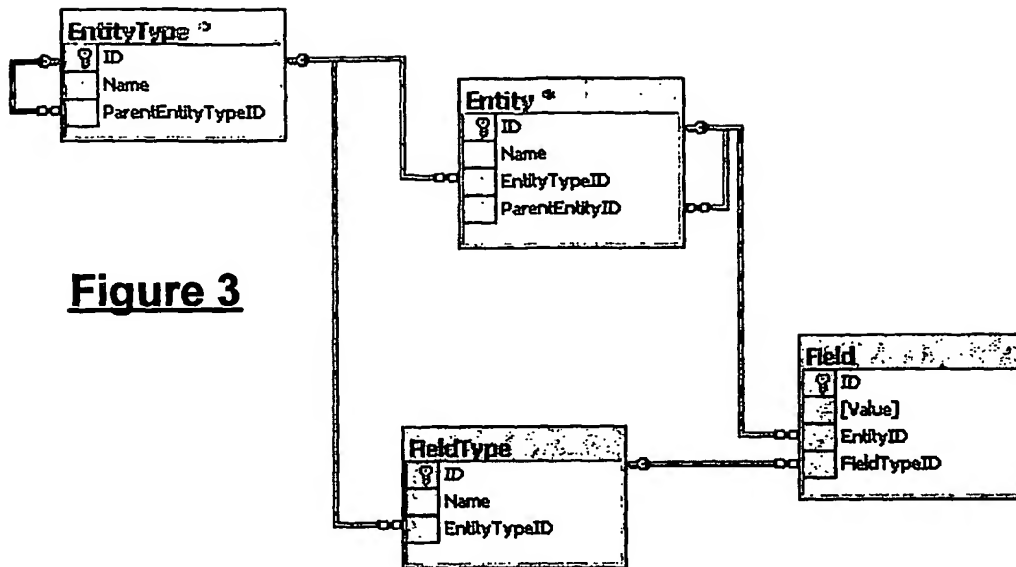 EntityType *
ID
Name
ParentEntityTypeID
Entity *
ID
Name
EntityTypeID
ParentEntityID
Figure 3
Field
ID
[Value]
EntityID
FieldTypeID
FieldType
ID
Name
EntityTypeID